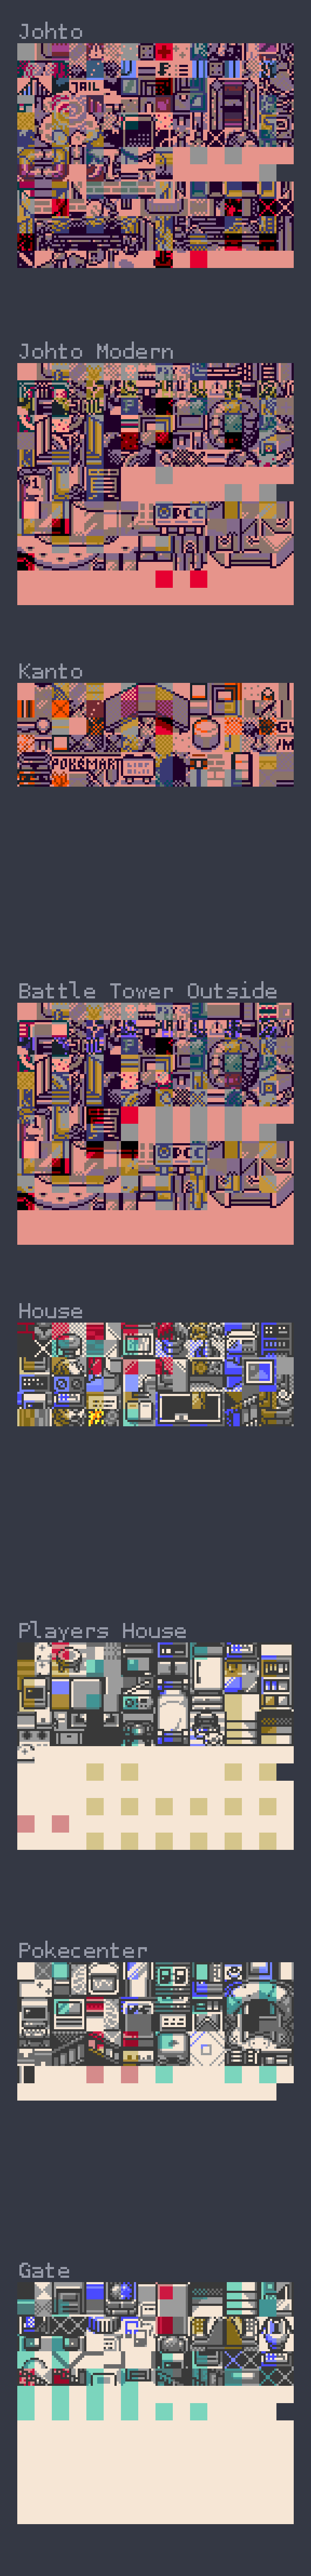 Johto
JAIL
Johto Modern
PCC
Kanto
POKéMART
Battle Tower Outside
PCC
House
Players House
Pokecenter
Gate